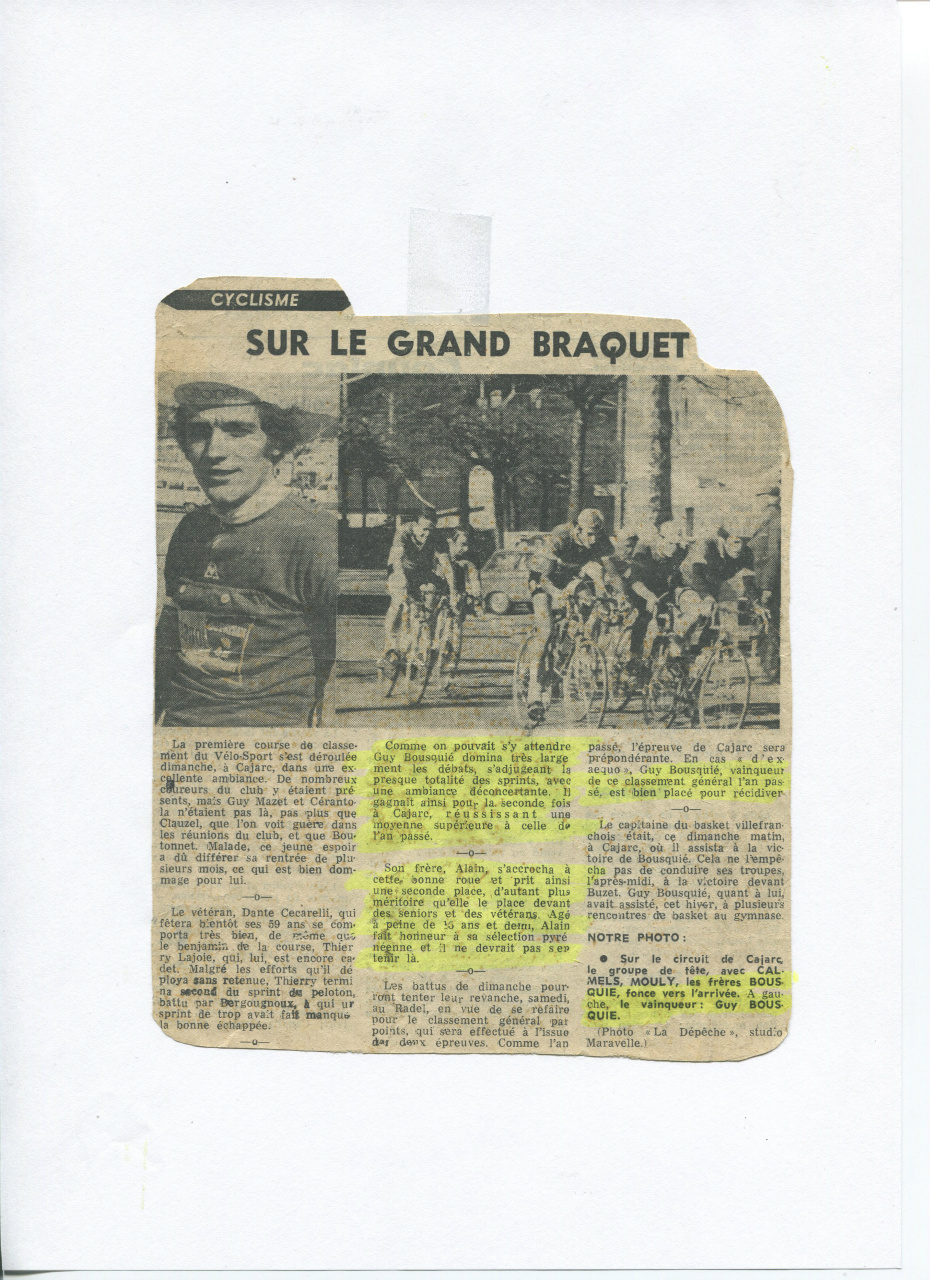 CYCLISME
SUR LE GRAND BRAQUET
La première course de classe-
ment du Vélo-Sport s'est déroulée
dimanche, à Cajarc, dans une ex-
cellente ambiance. De nombreux
coureurs du club y étaient pré
sents, mais Guy Mazet et Céranto-
la n'étaient pas là, pas plus que
Clauzel, que l'on voit guère dans
les réunions du club, et que Bou-
tonnet. Malade, ce jeune espoir
a dû différer sa rentrée de plu-
sieurs mois, ce qui est bien dom-
mage pour lui.
—o—
Le vétéran, Dante Cecarelli, qui
fêtera bientôt ses 59 ans se com-
porta très bien, de même que
le benjamin de la course, Thier
ry Lajoie, qui, lui, est encore ca-
det. Malgré les efforts qu'il dé
ploya sans retenue, Thierry termi
na second du sprint du peloton,
battu par Bergougnoux, à qui un
sprint de trop avait fait manque
la bonne échappée.
—o—
Comme on pouvait s'y attendre
Guy Bousquié domina très large
ment les débats, s'adjugeant la
presque totalité des sprints, avec
une ambiance déconcertante. Il
gagnait ainsi pour la seconde fois
à Cajarc, réussissant une
moyenne supérieure à celle de
l'an passé.
—o—
Son frère, Alain, s'accrocha à
cette bonne roue et prit ainsi
une seconde place, d'autant plus
méritoire qu'elle le place devant
des seniors et des vétérans. Agé
à peine de ans et demi, Alain
fait honneur à sa sélection pyré
néenne et il ne devrait pas s'en
tenir là.
—o—
Les battus de dimanche pour-
ront tenter leur revanche, samedi,
au Radel, en vue de se refaire
pour le classement général par
points, qui sera effectué à l'issue
des deux épreuves. Comme l'an
passé, l'épreuve de Cajarc sera
prépondérante. En cas « d'ex
aequo », Guy Bousquié, vainqueur
de ce classement général l'an pas-
sé, est bien placé pour récidiver
—o—
Le capitaine du basket villefran-
chois était, ce dimanche matin,
à Cajarc, où il assista à la vic-
toire de Bousquié. Cela ne l'empê-
cha pas de conduire ses troupes,
l'après-midi, à la victoire devant
Buzet. Guy Bousquié, quant à lui,
avait assisté, cet hiver, à plusieurs
rencontres de basket au gymnase.
NOTRE PHOTO :
● Sur le circuit de Cajarc
le groupe de tête, avec CAL-
MELS, MOULY, les frères BOUS-
QUIE, fonce vers l'arrivée. A gau-
che, le vainqueur : Guy BOUS-
QUIE.
(Photo « La Dépêche », studio
Maravelle.)